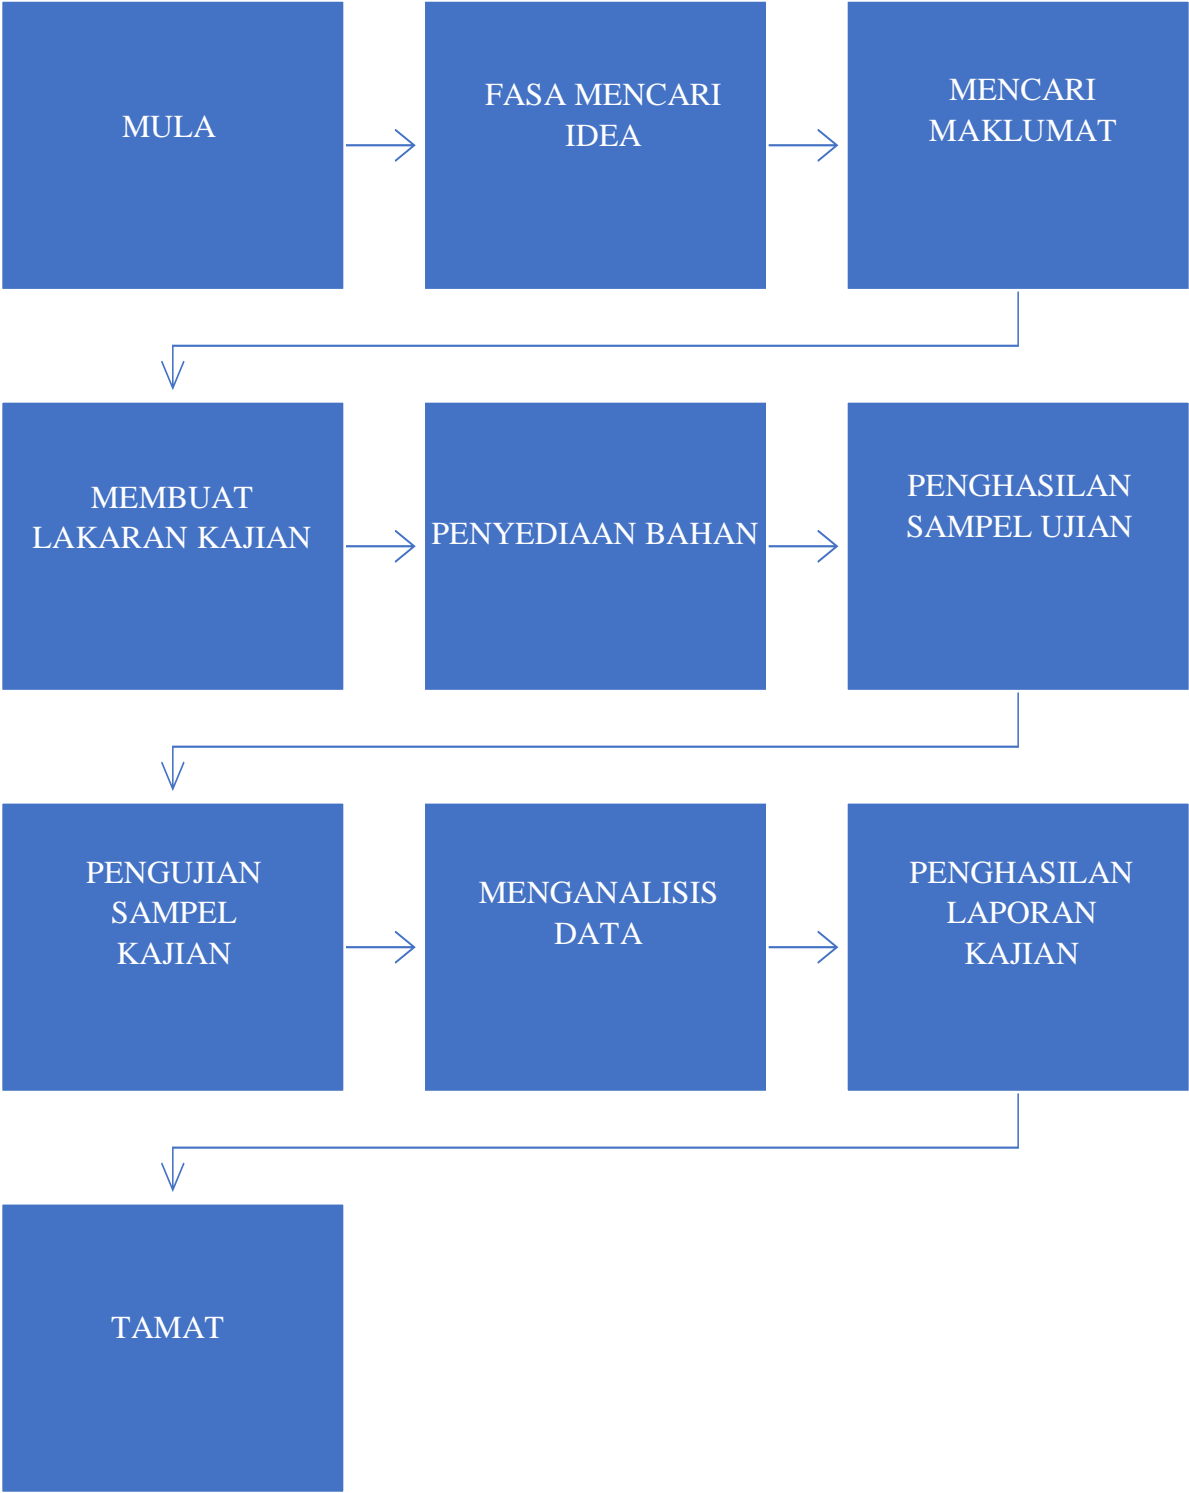 MULA
FASA MENCARI
IDEA
MENCARI
MAKLUMAT
MEMBUAT
LAKARAN KAJIAN
PENYEDIAAN BAHAN
PENGHASILAN
SAMPEL UJIAN
PENGUJIAN
SAMPEL
KAJIAN
MENGANALISIS
DATA
PENGHASILAN
LAPORAN
KAJIAN
TAMAT